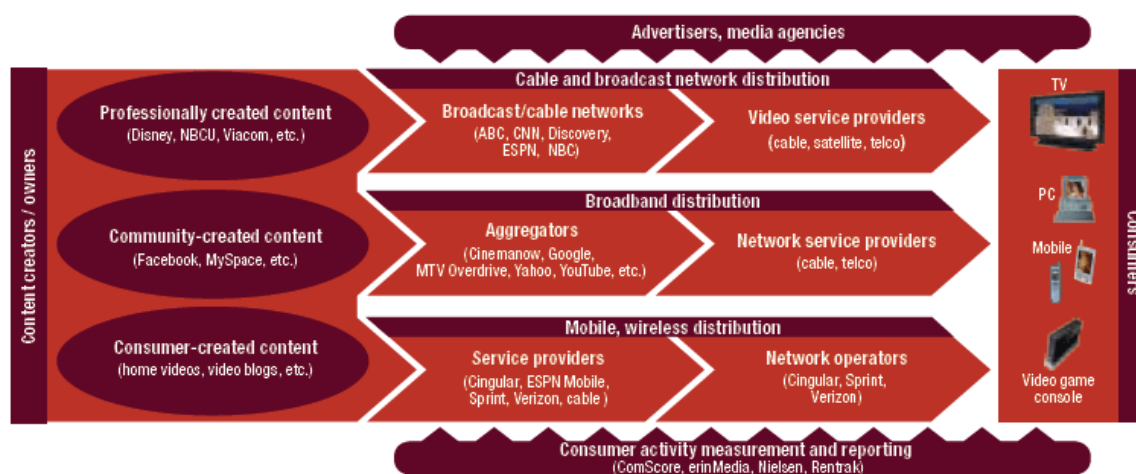 Advertisers, media agencies
Content creators / owners
Professionally created content
(Disney, NBCU, Viacom, etc.)
Community-created content
(Facebook, MySpace, etc.)
Consumer-created content
(home videos, video blogs, etc.)
Cable and broadcast network distribution
Broadcast/cable networks
(ABC, CNN, Discovery,
ESPN, NBC)
Video service providers
(cable, satellite, telco)
Broadband distribution
Aggregators
(Cinemanow, Google,
MTV Overdrive, Yahoo, YouTube, etc.)
Network service providers
(cable, telco)
Mobile, wireless distribution
Service providers
(Cingular, ESPN Mobile,
Sprint, Verizon, cable )
Network operators
(Cingular, Sprint,
Verizon)
TV
PC
Mobile
Video game
console
Consumers
Consumer activity measurement and reporting
(ComScore, erinMedia, Nielsen, Rentrak)